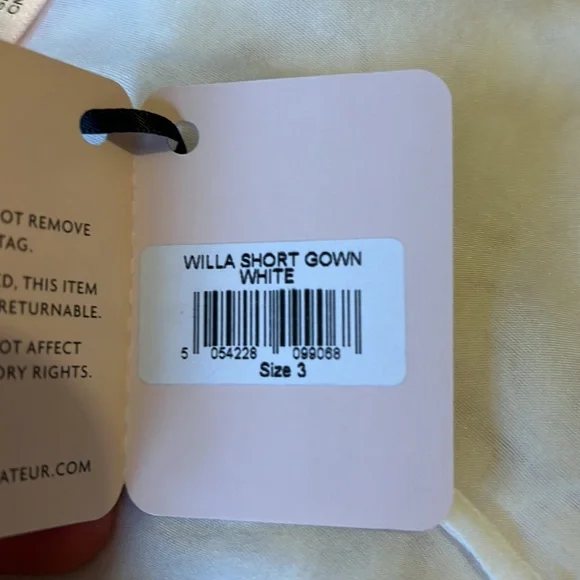 OT REMOVE
TAG.
D, THIS ITEM
RETURNABLE.
OT AFFECT
ORY RIGHTS.
ATEUR.COM
WILLA SHORT GOWN
WHITE
5 054228 099068
Size 3